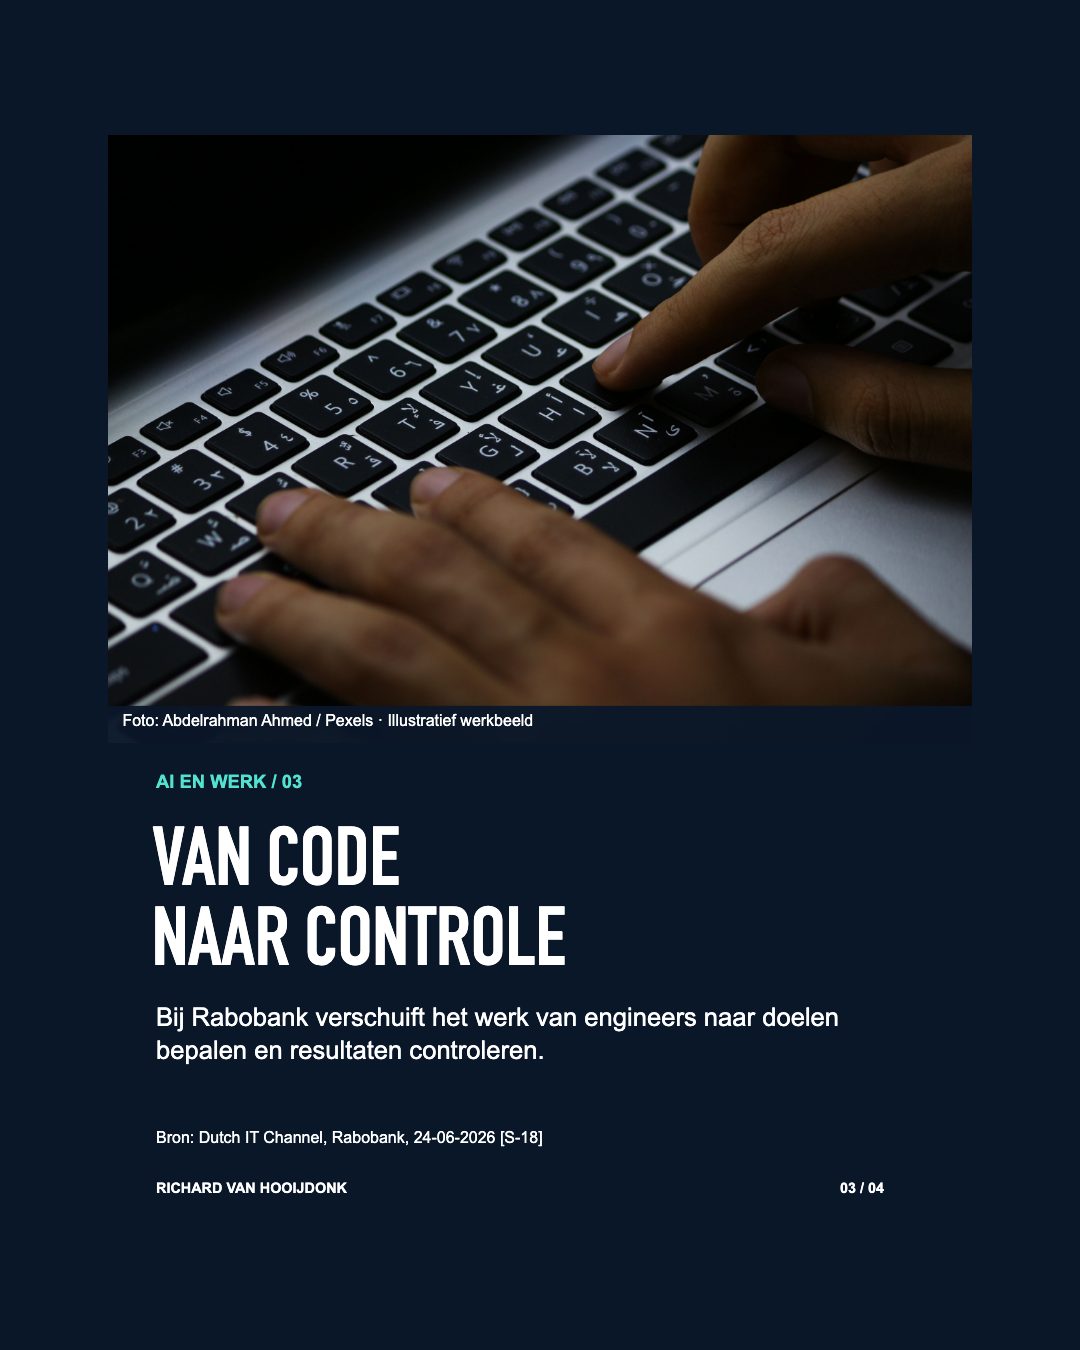 Foto: Abdelrahman Ahmed / Pexels · Illustratief werkbeeld
AI EN WERK / 03
VAN CODE
NAAR CONTROLE
Bij Rabobank verschuift het werk van engineers naar doelen
bepalen en resultaten controleren.
Bron: Dutch IT Channel, Rabobank, 24-06-2026 [S-18]
RICHARD VAN HOOIJDONK
03 / 04